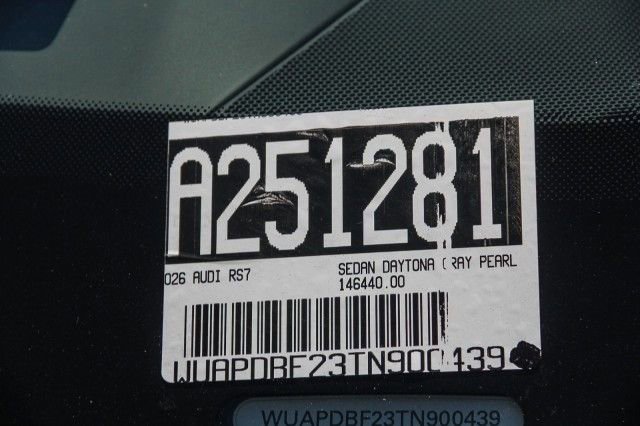 A251281
026 AUDI RS7 SEDAN DAYTONA GRAY PEARL
146440.00
WUAPDBF23TN900439
WUAPDBF23TN900439